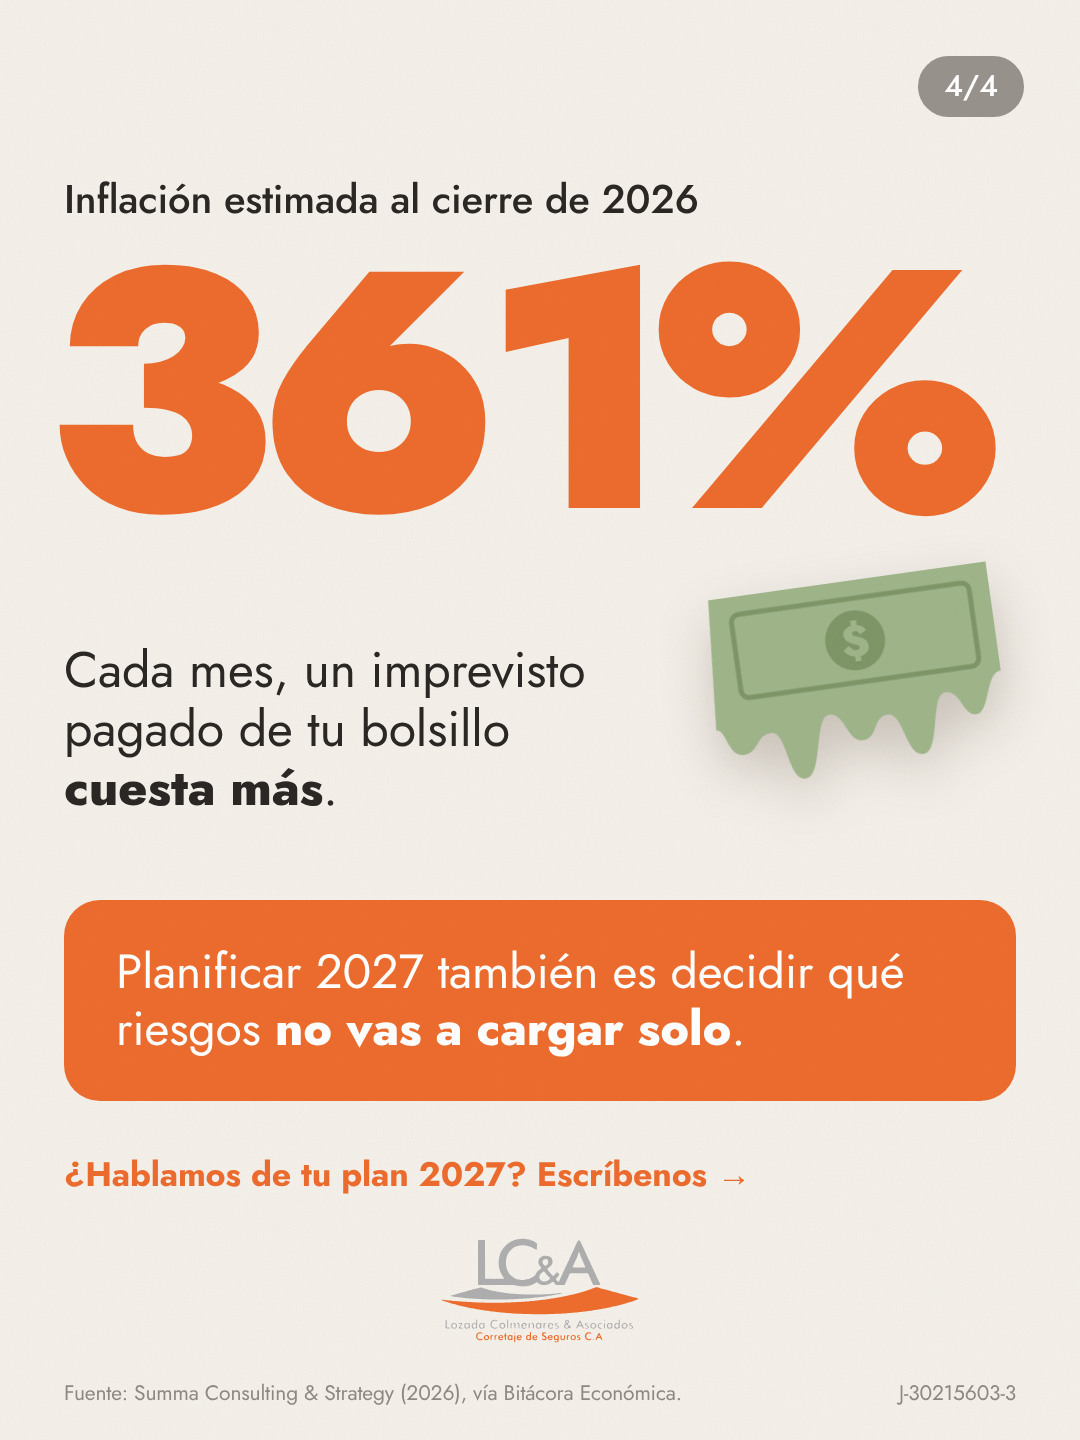 4/4
Inflación estimada al cierre de 2026
361%
$
Cada mes, un imprevisto
pagado de tu bolsillo
cuesta más.
Planificar 2027 también es decidir qué
riesgos no vas a cargar solo.
¿Hablamos de tu plan 2027? Escríbenos →
LC&A
Lozada Colmenares & Asociados
Corretaje de Seguros C.A
Fuente: Summa Consulting & Strategy (2026), vía Bitácora Económica.
J-30215603-3